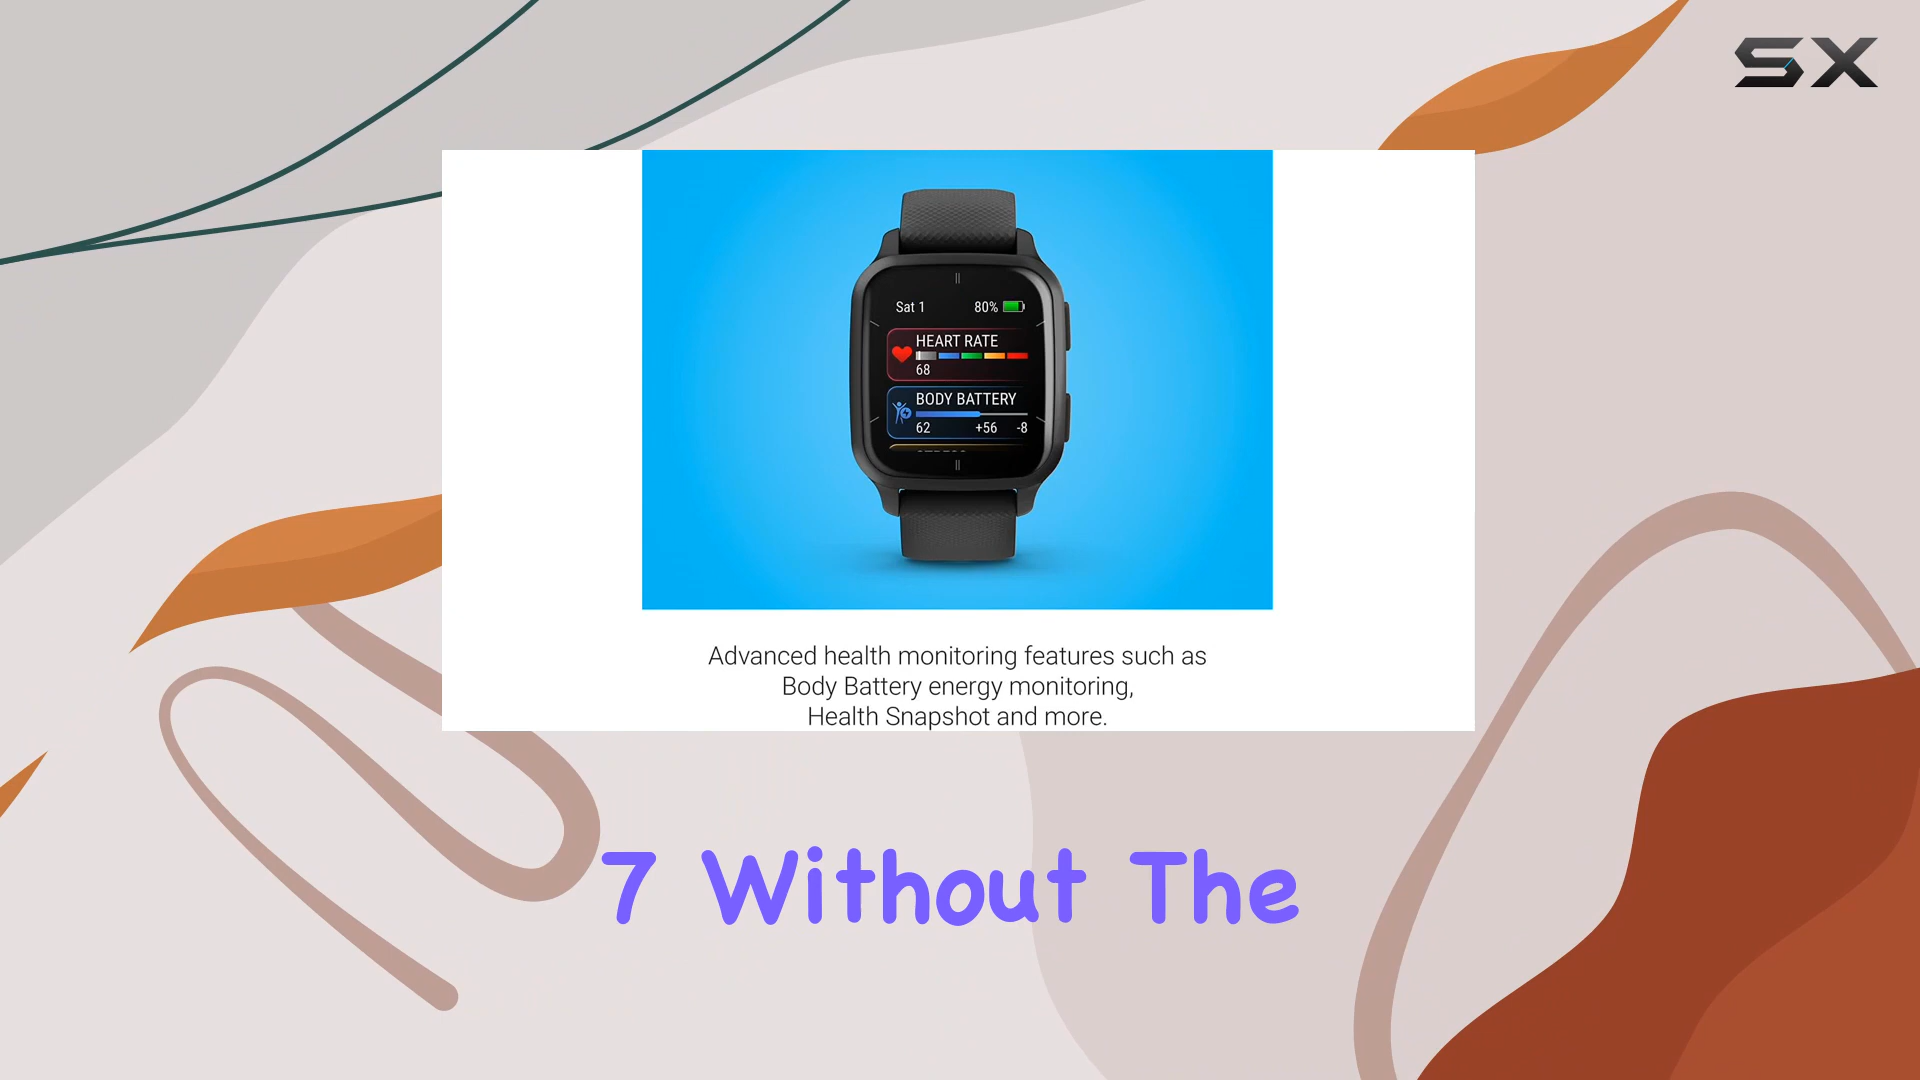 SX
Sat 1 80%
HEART RATE
68
BODY BATTERY
62 +56 -8
Advanced health monitoring features such as
Body Battery energy monitoring,
Health Snapshot and more.
7 Without The